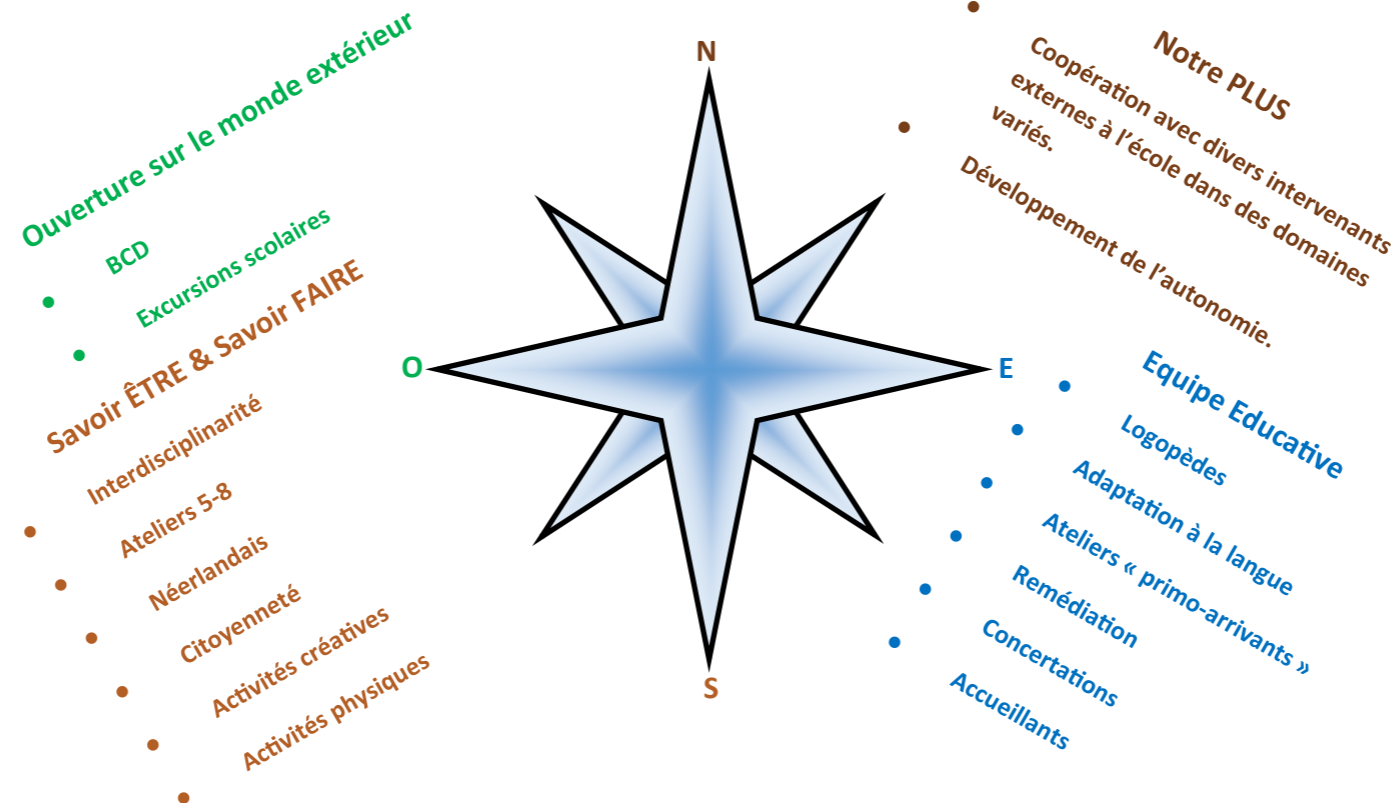 Ouverture sur le monde extérieur
• BCD
• Excursions scolaires
Savoir ÊTRE & Savoir FAIRE
• Interdisciplinarité
• Ateliers 5-8
• Néerlandais
• Citoyenneté
• Activités créatives
• Activités physiques
N
O
E
S
Notre PLUS
• Coopération avec divers intervenants
externes à l’école dans des domaines
variés.
• Développement de l’autonomie.
Equipe Educative
• Logopèdes
• Adaptation à la langue
• Ateliers « primo-arrivants »
• Remédiation
• Concertations
• Accueillants